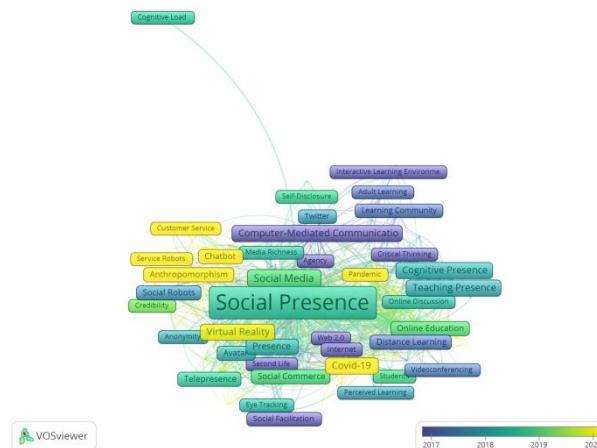 Cognitive Load
Interactive Learning Environme
Adult Learning
Self-Disclosure
Learning Community
Twitter
Customer Service
Computer-Mediated Communicatio
Media Richness
Critical Thinking
Service Robots
Chatbot
Agency
Cognitive Presence
Anthropomorphism
Social Media
Pandemic
Teaching Presence
Social Robots
Social Presence
Online Discussion
Credibility
Virtual Reality
Online Education
Anonymity
Web 2.0
Distance Learning
Avatar
Presence
Internet
Second Life
Covid-19
Videoconferencing
Telepresence
Social Commerce
Students
Perceived Learning
Eye Tracking
Social Facilitation
VOSviewer
2017 2018 2019